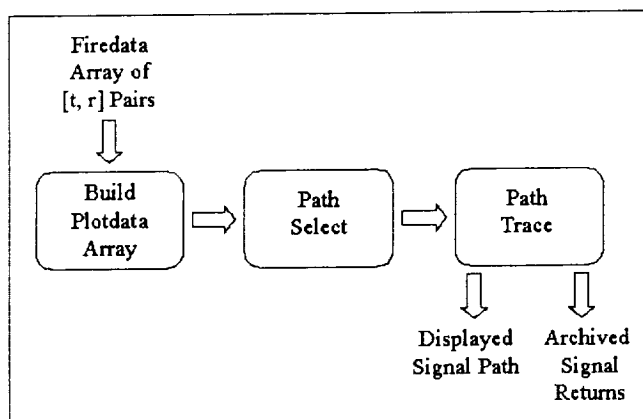 Firedata
Array of
[t, r] Pairs
Build
Plotdata
Array
Path
Select
Path
Trace
Displayed
Signal Path
Archived
Signal
Returns